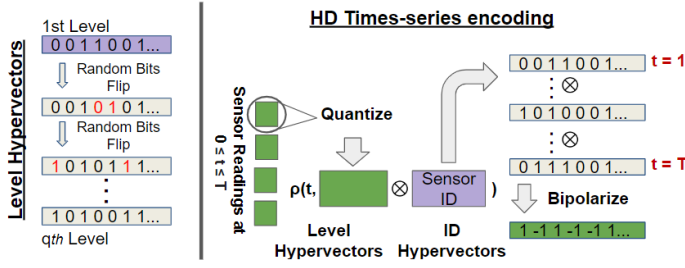 Level Hypervectors
1st Level
0 0 1 1 0 0 1...
Random Bits
Flip
0 0 1 0 1 0 1...
Random Bits
Flip
1 0 1 0 1 1 1...
1 0 1 0 0 1 1...
qth Level
HD Times-series encoding
Sensor Readings at
0 ≤ t ≤ T
Quantize
ρ(t,
⊗
Sensor
ID
)
Level
Hypervectors
ID
Hypervectors
0 0 1 1 0 0 1...
t = 1
⊗
1 0 1 0 0 0 1...
⊗
0 1 1 1 0 0 1...
t = T
Bipolarize
1 -1 1 -1 -1 1...